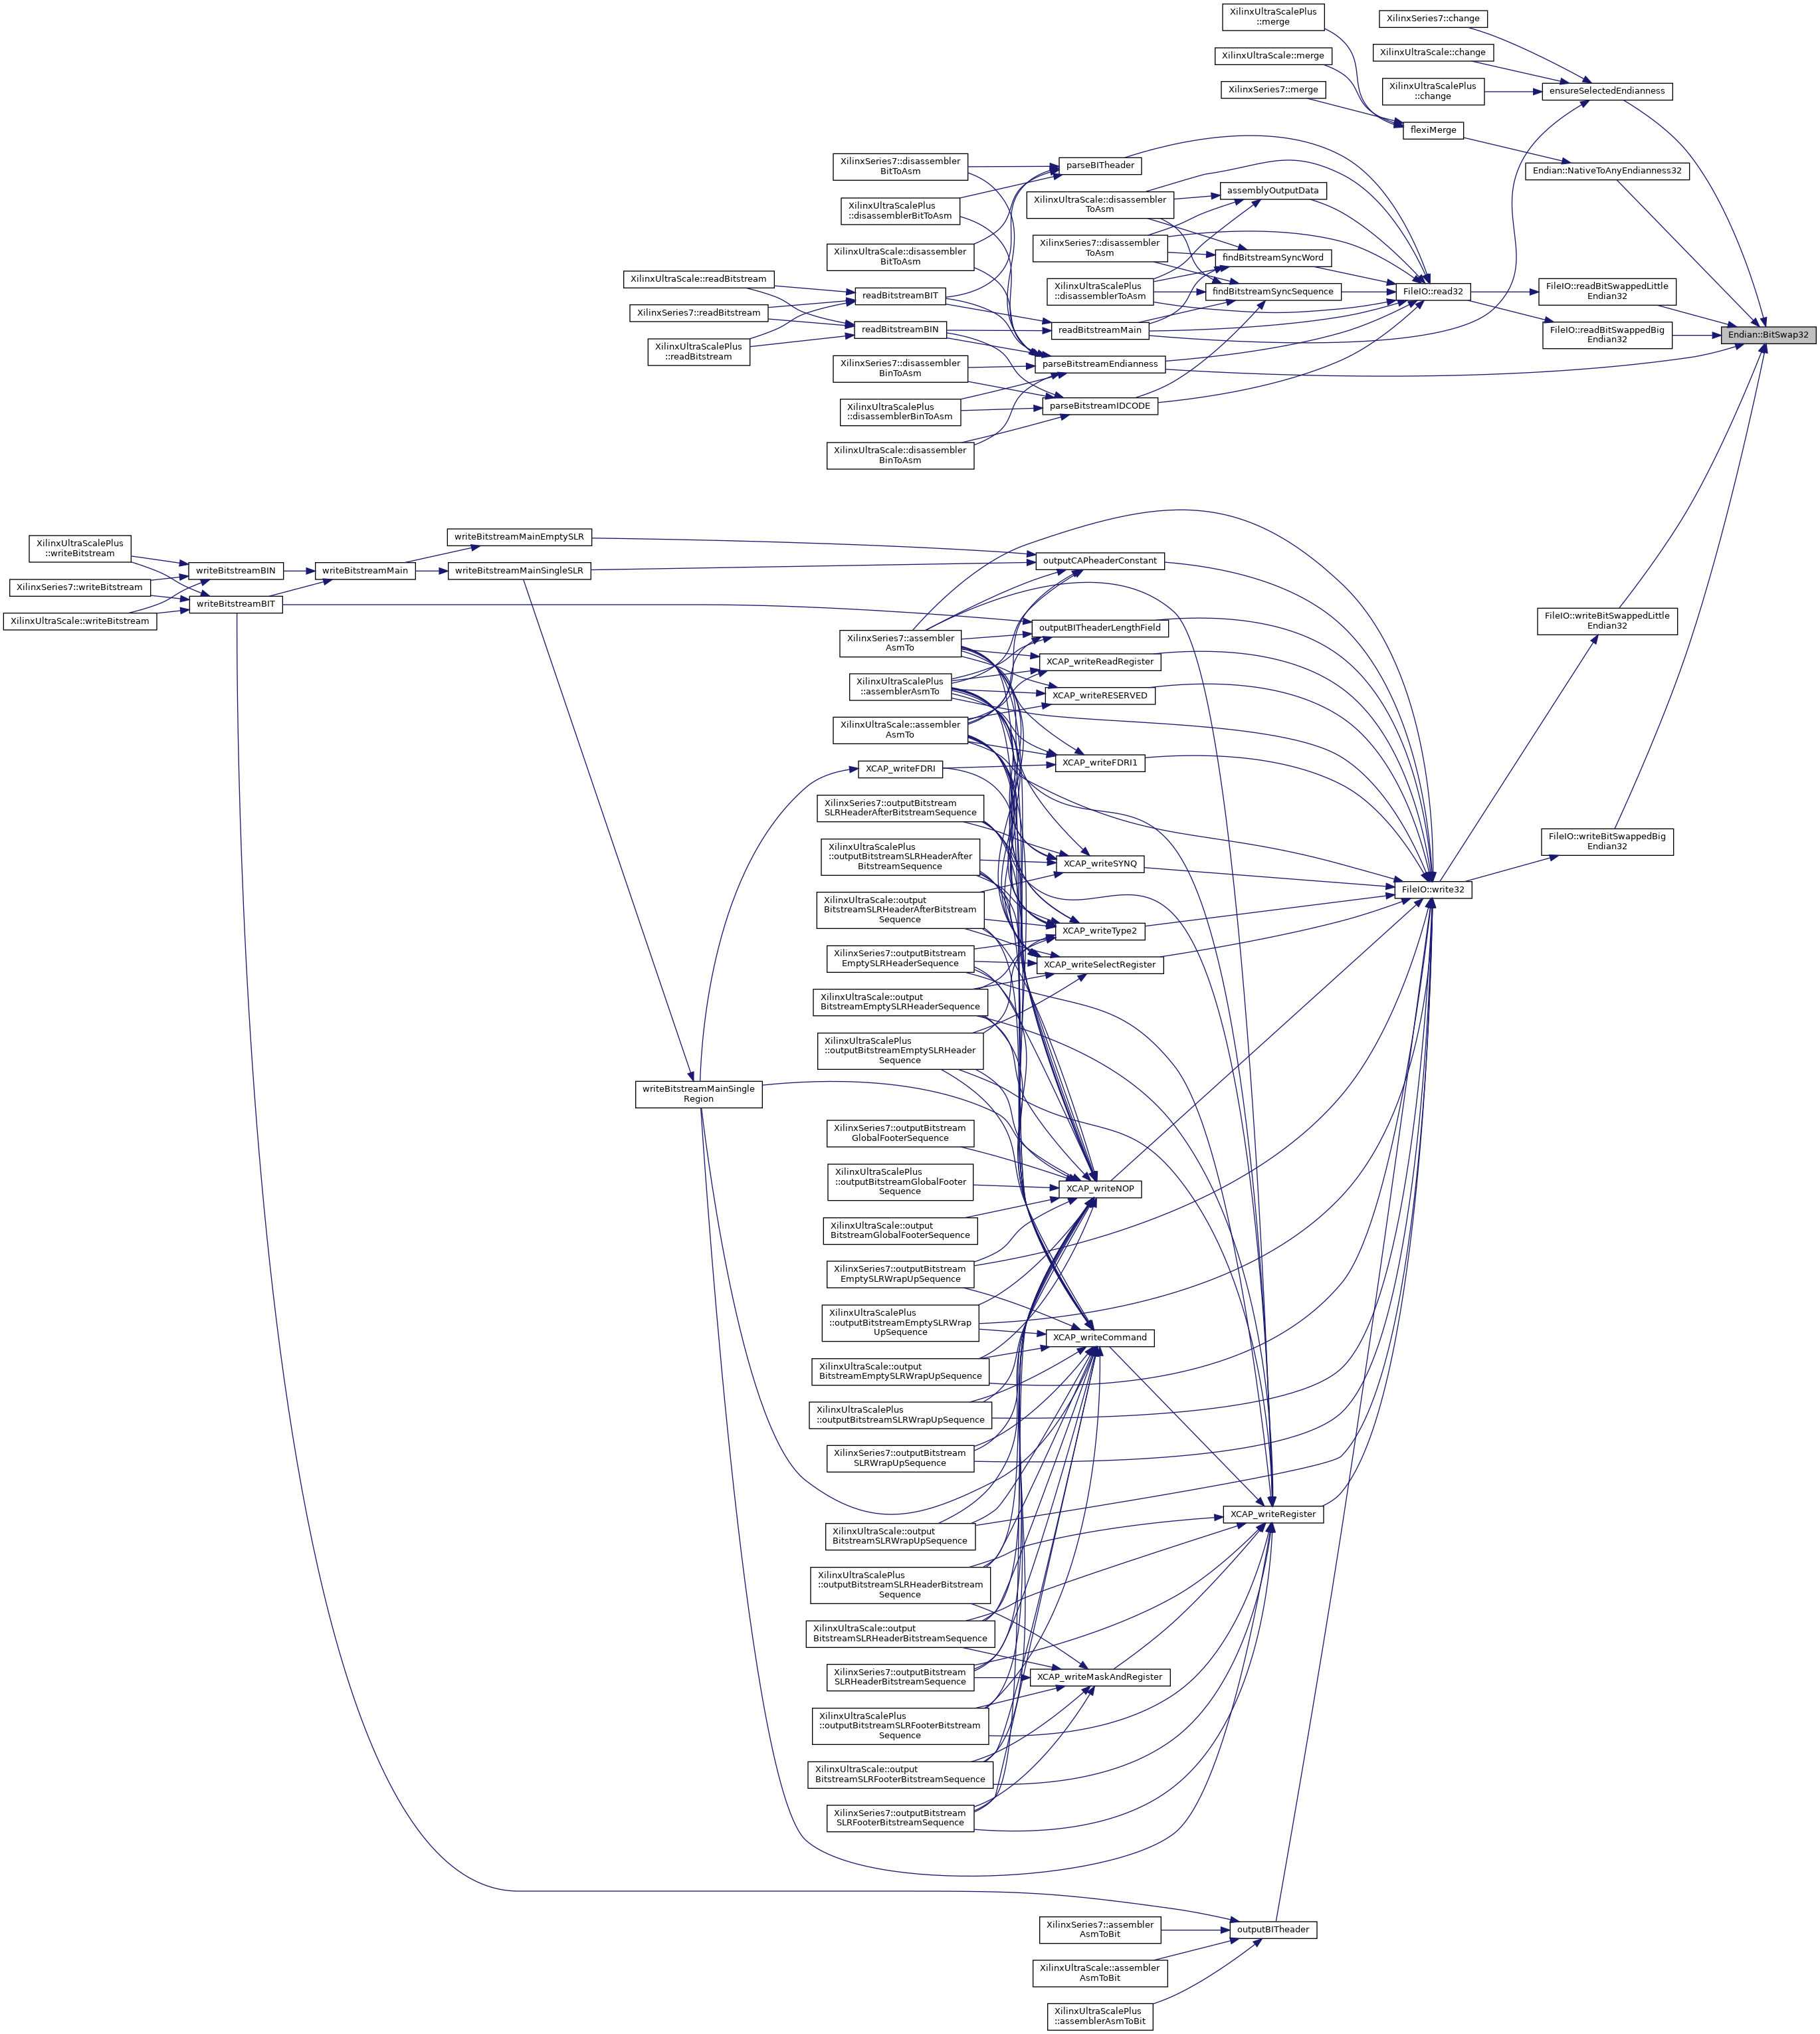 XilinxUltraScalePlus
::merge
XilinxSeries7::change
XilinxUltraScale::merge
XilinxUltraScale::change
XilinxSeries7::merge
XilinxUltraScalePlus
::change
ensureSelectedEndianness
flexiMerge
Endian::NativeToAnyEndianness32
XilinxSeries7::disassembler
BitToAsm
parseBITheader
XilinxUltraScalePlus
::disassemblerBitToAsm
XilinxUltraScale::disassembler
ToAsm
assemblyOutputData
XilinxUltraScale::disassembler
BitToAsm
XilinxSeries7::disassembler
ToAsm
findBitstreamSyncWord
XilinxUltraScale::readBitstream
readBitstreamBIT
XilinxUltraScalePlus
::disassemblerToAsm
findBitstreamSyncSequence
FileIO::read32
FileIO::readBitSwappedLittle
Endian32
XilinxSeries7::readBitstream
readBitstreamBIN
readBitstreamMain
FileIO::readBitSwappedBig
Endian32
Endian::BitSwap32
XilinxUltraScalePlus
::readBitstream
XilinxSeries7::disassembler
BinToAsm
parseBitstreamEndianness
XilinxUltraScalePlus
::disassemblerBinToAsm
parseBitstreamIDCODE
XilinxUltraScale::disassembler
BinToAsm
XilinxUltraScalePlus
::writeBitstream
writeBitstreamMainEmptySLR
outputCAPheaderConstant
writeBitstreamBIN
writeBitstreamMain
writeBitstreamMainSingleSLR
XilinxSeries7::writeBitstream
writeBitstreamBIT
XilinxUltraScale::writeBitstream
outputBITheaderLengthField
FileIO::writeBitSwappedLittle
Endian32
XilinxSeries7::assembler
AsmTo
XCAP_writeReadRegister
XilinxUltraScalePlus
::assemblerAsmTo
XCAP_writeRESERVED
XilinxUltraScale::assembler
AsmTo
XCAP_writeFDRI
XCAP_writeFDRI1
XilinxSeries7::outputBitstream
SLRHeaderAfterBitstreamSequence
XilinxUltraScalePlus
::outputBitstreamSLRHeaderAfter
BitstreamSequence
XCAP_writeSYNQ
FileIO::writeBitSwappedBig
Endian32
FileIO::write32
XilinxUltraScale::output
BitstreamSLRHeaderAfterBitstream
Sequence
XCAP_writeType2
XilinxSeries7::outputBitstream
EmptySLRHeaderSequence
XCAP_writeSelectRegister
XilinxUltraScale::output
BitstreamEmptySLRHeaderSequence
XilinxUltraScalePlus
::outputBitstreamEmptySLRHeader
Sequence
writeBitstreamMainSingle
Region
XilinxSeries7::outputBitstream
GlobalFooterSequence
XilinxUltraScalePlus
::outputBitstreamGlobalFooter
Sequence
XCAP_writeNOP
XilinxUltraScale::output
BitstreamGlobalFooterSequence
XilinxSeries7::outputBitstream
EmptySLRWrapUpSequence
XilinxUltraScalePlus
::outputBitstreamEmptySLRWrap
UpSequence
XCAP_writeCommand
XilinxUltraScale::output
BitstreamEmptySLRWrapUpSequence
XilinxUltraScalePlus
::outputBitstreamSLRWrapUpSequence
XilinxSeries7::outputBitstream
SLRWrapUpSequence
XCAP_writeRegister
XilinxUltraScale::output
BitstreamSLRWrapUpSequence
XilinxUltraScalePlus
::outputBitstreamSLRHeaderBitstream
Sequence
XilinxUltraScale::output
BitstreamSLRHeaderBitstreamSequence
XilinxSeries7::outputBitstream
SLRHeaderBitstreamSequence
XCAP_writeMaskAndRegister
XilinxUltraScalePlus
::outputBitstreamSLRFooterBitstream
Sequence
XilinxUltraScale::output
BitstreamSLRFooterBitstreamSequence
XilinxSeries7::outputBitstream
SLRFooterBitstreamSequence
XilinxSeries7::assembler
AsmToBit
outputBITheader
XilinxUltraScale::assembler
AsmToBit
XilinxUltraScalePlus
::assemblerAsmToBit